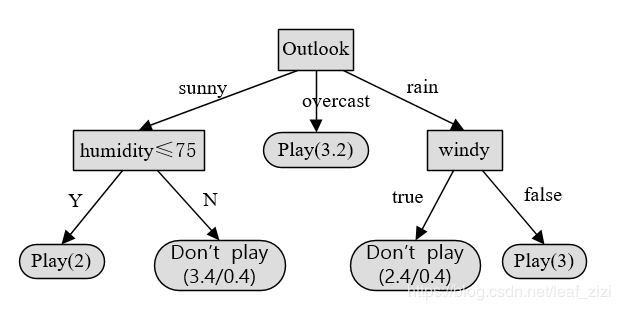 Outlook
sunny
overcast
rain
humidity≤75
Play(3.2)
windy
Y
N
true
false
Play(2)
Don't play
(3.4/0.4)
Don't play
(2.4/0.4)
Play(3)
https://blog.csdn.net/leaf_zizi